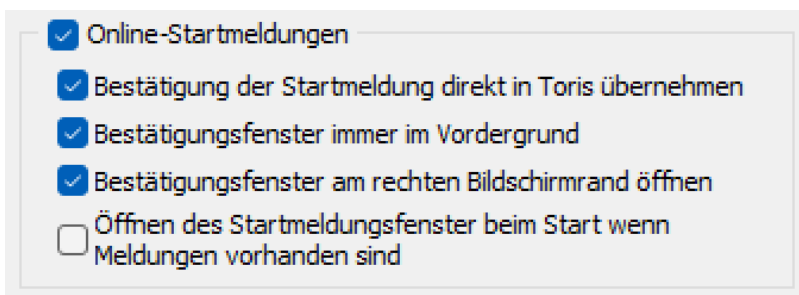 Online-Startmeldungen
Bestätigung der Startmeldung direkt in Toris übernehmen
Bestätigungsfenster immer im Vordergrund
Bestätigungsfenster am rechten Bildschirmrand öffnen
Öffnen des Startmeldungsfenster beim Start wenn
Meldungen vorhanden sind